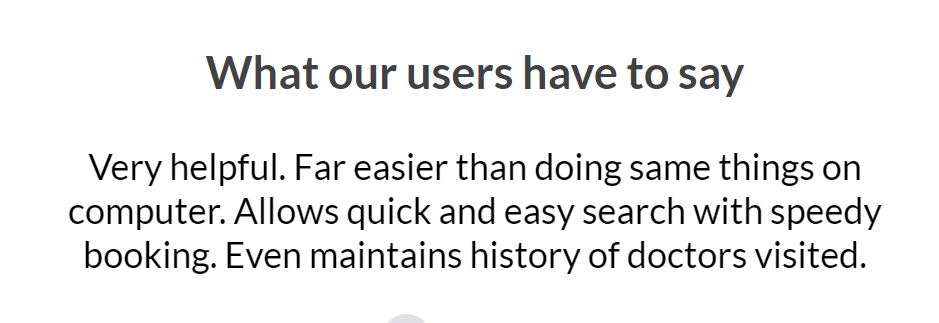 What our users have to say
Very helpful. Far easier than doing same things on
computer. Allows quick and easy search with speedy
booking. Even maintains history of doctors visited.